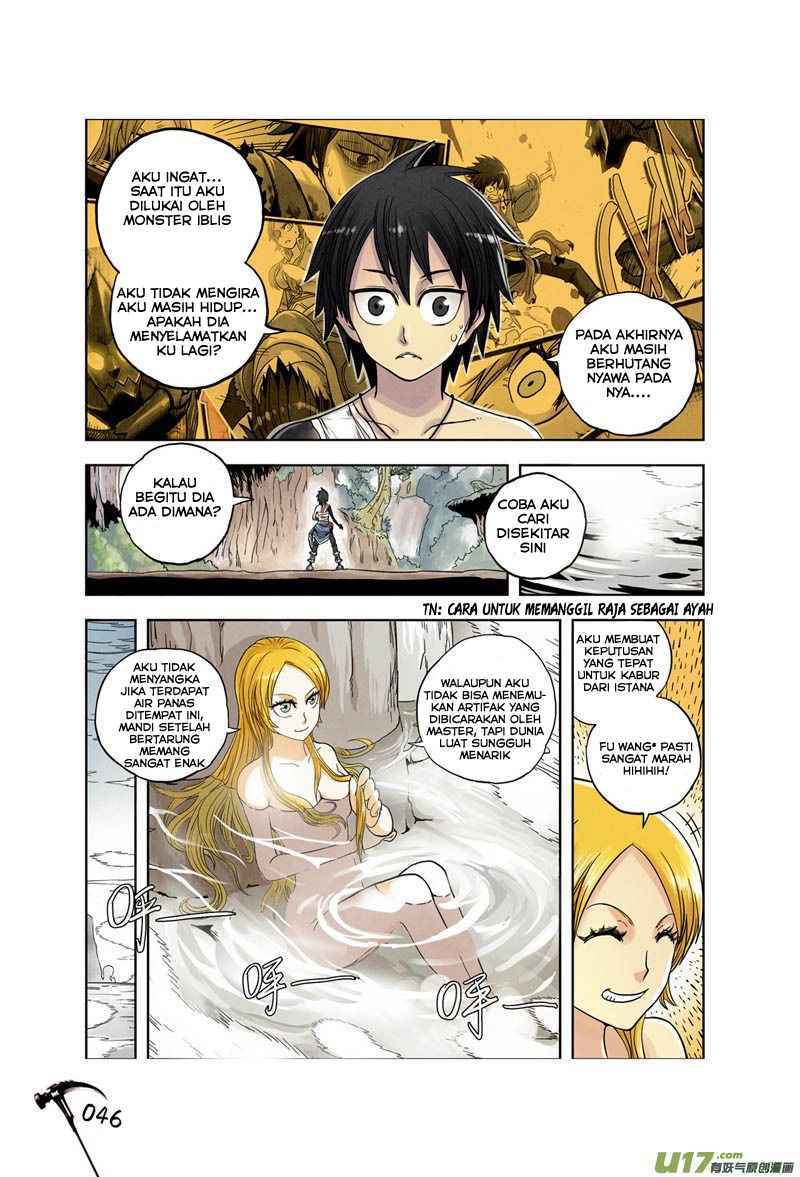 AKU INGAT...
SAAT ITU AKU
DILUKAI OLEH
MONSTER IBLIS
AKU TIDAK MENGIRA
AKU MASIH HIDUP...
APAKAH DIA
MENYELAMATKAN
KU LAGI?
PADA AKHIRNYA
AKU MASIH
BERHUTANG
NYAWA PADA
NYA....
KALAU
BEGITU DIA
ADA DIMANA?
COBA AKU
CARI
DISEKITAR
SINI
TN: CARA UNTUK MEMANGGIL RAJA SEBAGAI AYAH
AKU TIDAK
MENYANGKA
JIKA TERDAPAT
AIR PANAS
DITEMPAT INI,
MANDI SETELAH
BERTARUNG
MEMANG
SANGAT ENAK
WALAUPUN AKU
TIDAK BISA MENEMU-
KAN ARTIFAK YANG
DIBICARAKAN OLEH
MASTER, TAPI DUNIA
LUAT SUNGGUH
MENARIK
AKU MEMBUAT
KEPUTUSAN
YANG TEPAT
UNTUK KABUR
DARI ISTANA
FU WANG* PASTI
SANGAT MARAH
HIHIHIH!
呼一
呼一
呼一
046
U17.com
有妖气原创漫画